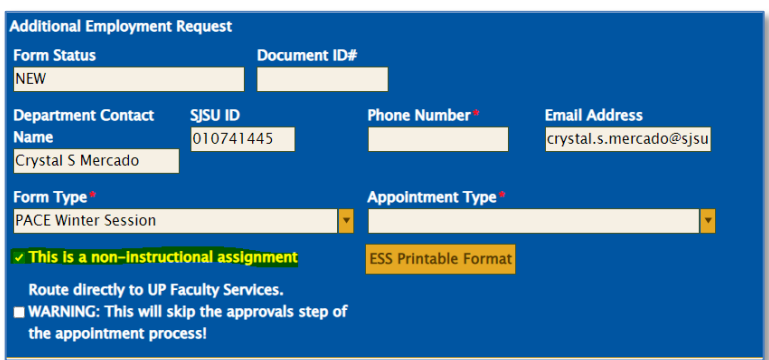 Additional Employment Request
Form Status Document ID#
NEW
Department Contact Name SJSU ID Phone Number* Email Address
Crystal S Mercado 010741445 crystal.s.mercado@sjsu
Form Type* Appointment Type*
PACE Winter Session
This is a non-instructional assignment ESS Printable Format
Route directly to UP Faculty Services.
WARNING: This will skip the approvals step of
the appointment process!